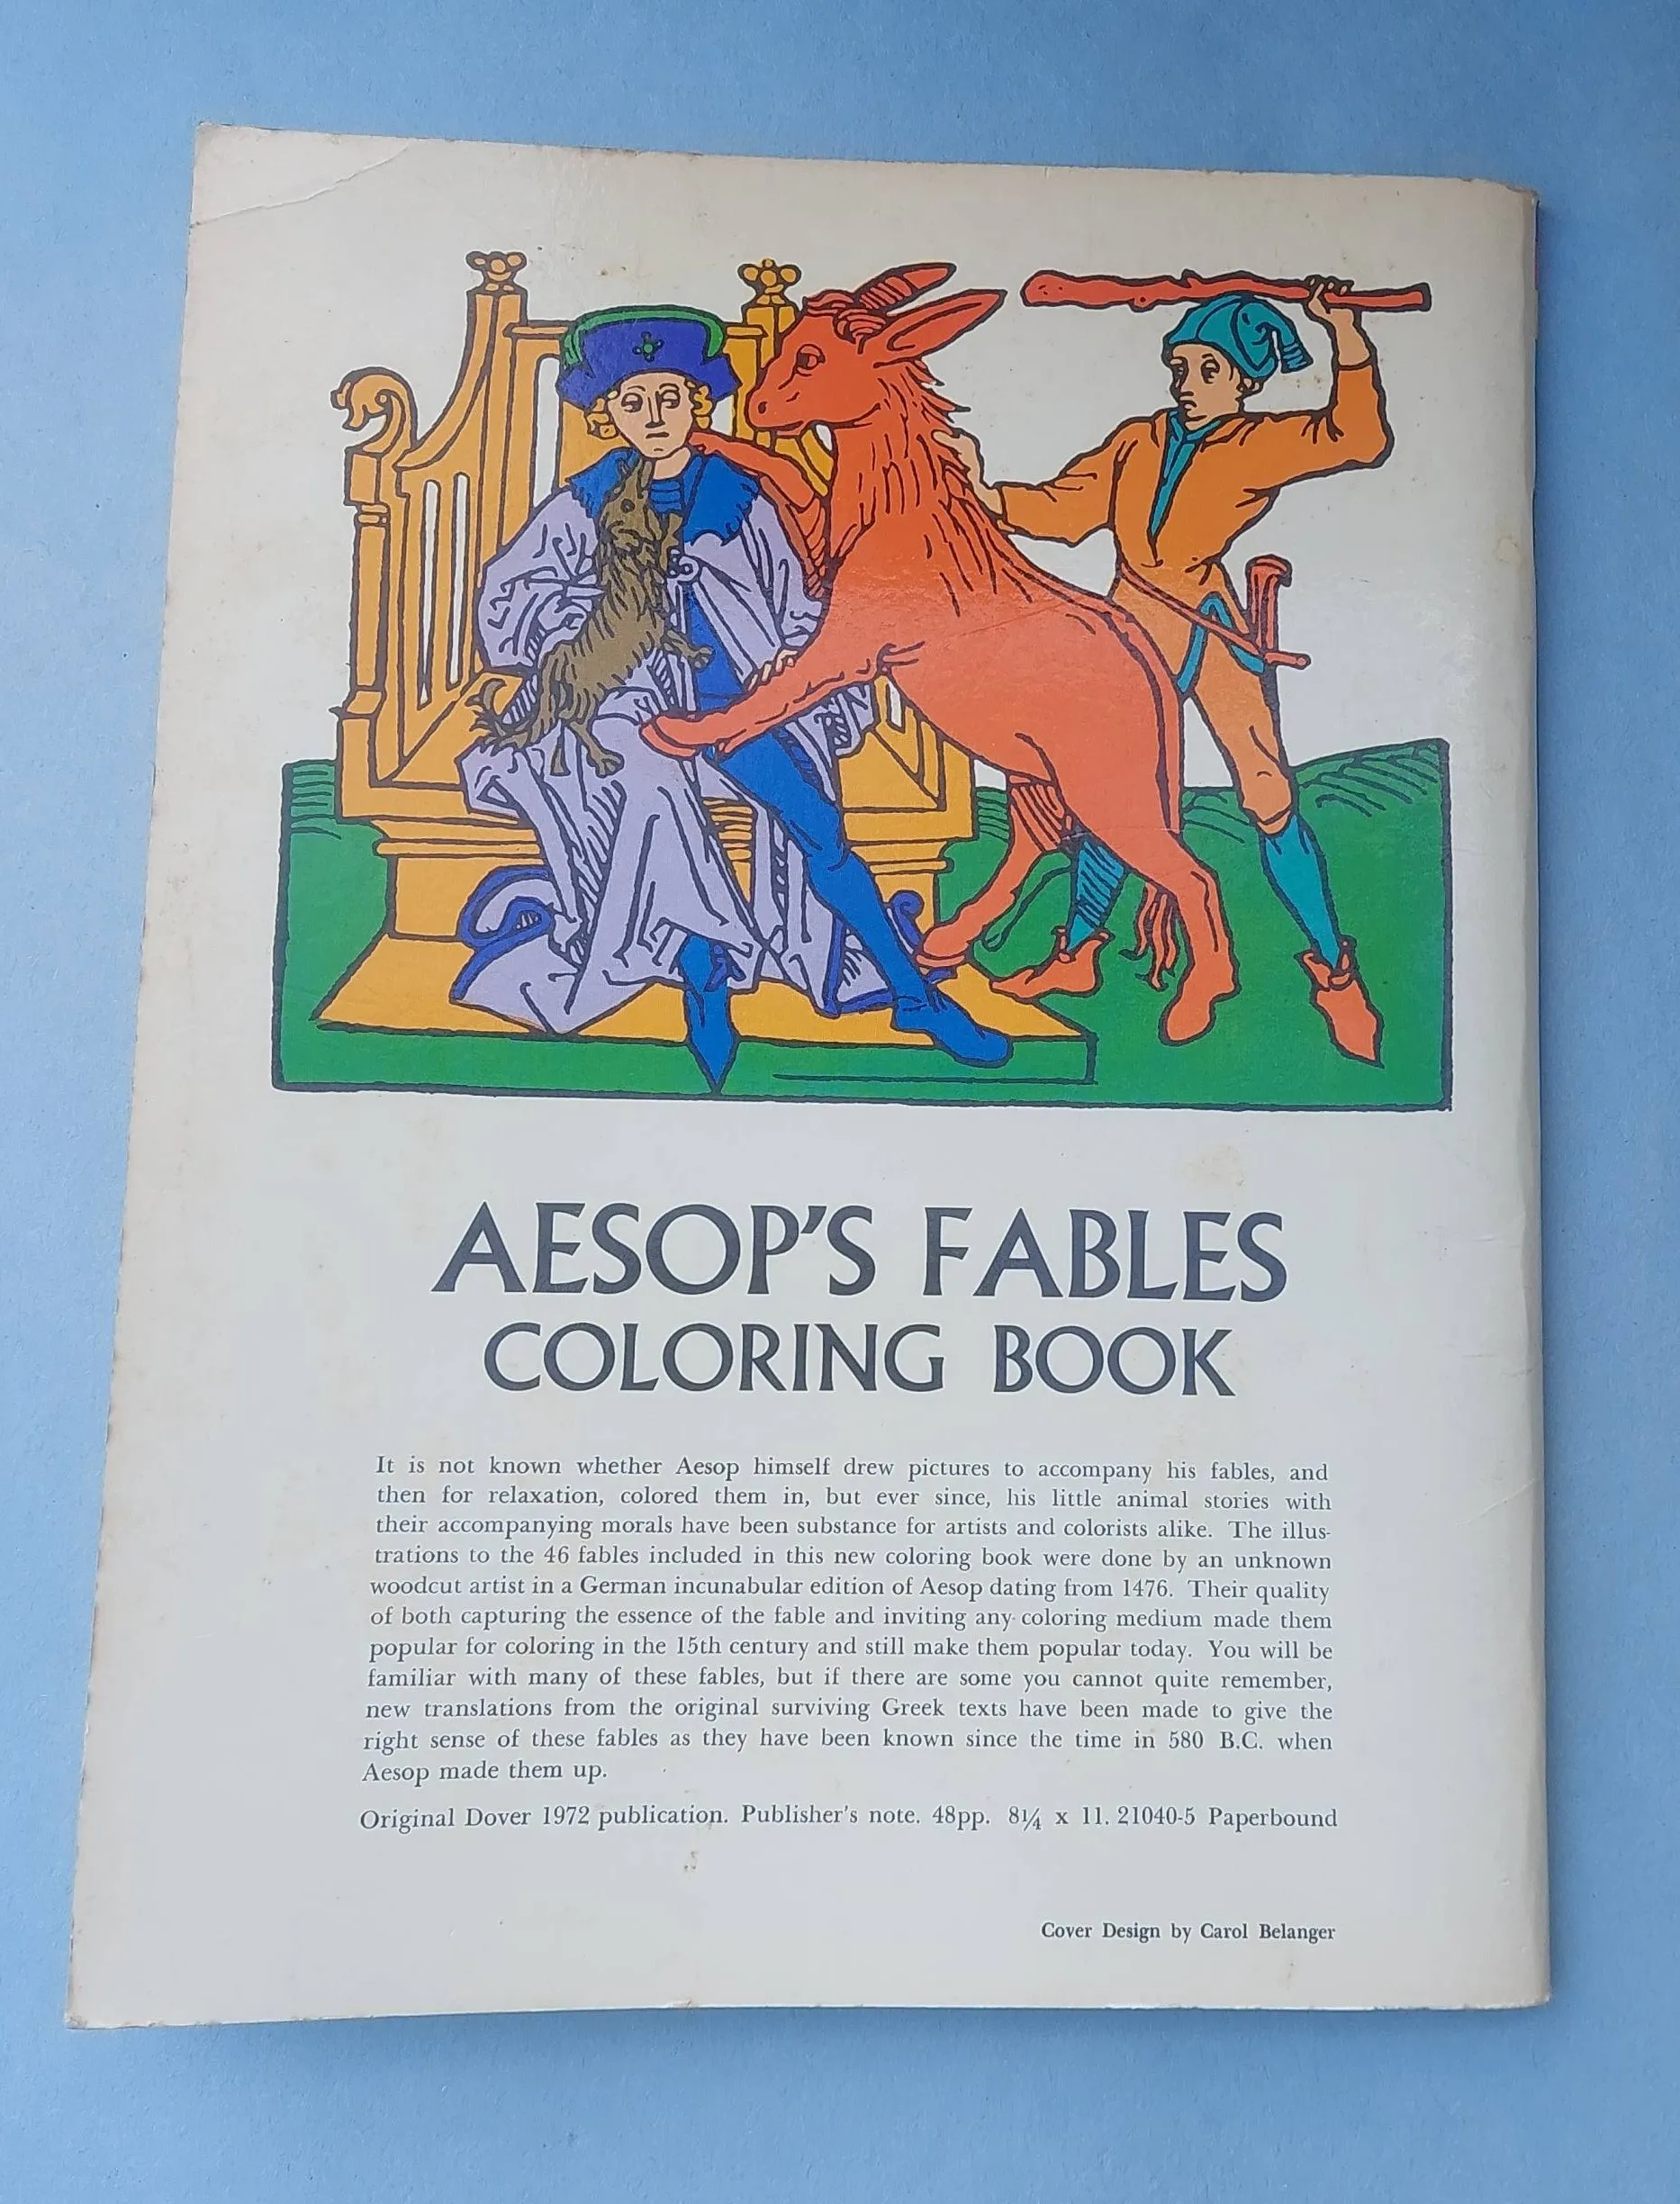 AESOP'S FABLES
COLORING BOOK
It is not known whether Aesop himself drew pictures to accompany his fables, and
then for relaxation, colored them in, but ever since, his little animal stories with
their accompanying morals have been substance for artists and colorists alike. The illus-
trations to the 46 fables included in this new coloring book were done by an unknown
woodcut artist in a German incunabular edition of Aesop dating from 1476. Their quality
of both capturing the essence of the fable and inviting any coloring medium made them
popular for coloring in the 15th century and still make them popular today. You will be
familiar with many of these fables, but if there are some you cannot quite remember,
new translations from the original surviving Greek texts have been made to give the
right sense of these fables as they have been known since the time in 580 B.C. when
Aesop made them up.
Original Dover 1972 publication. Publisher's note. 48pp. 8¼ x 11. 21040-5 Paperbound
Cover Design by Carol Belanger